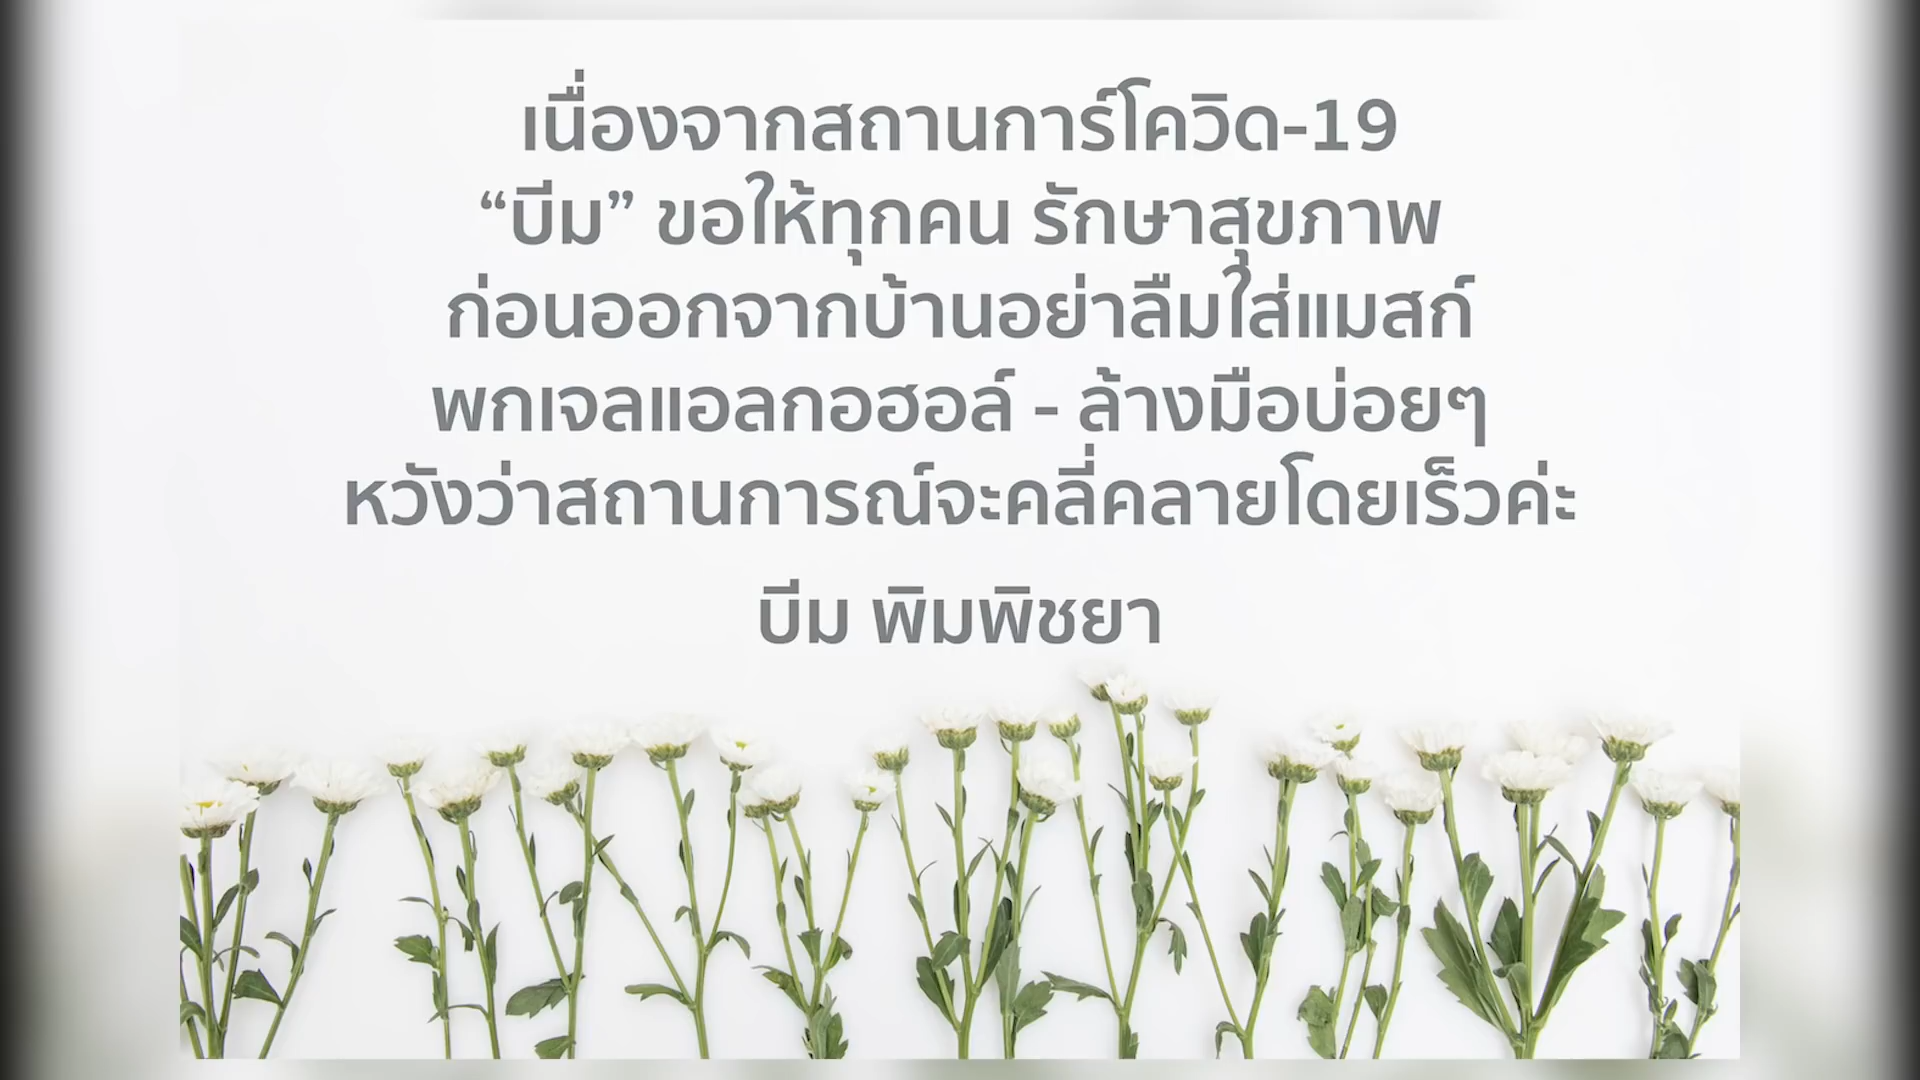 เนื่องจากสถานการ์โควิด-19
“บีม” ขอให้ทุกคน รักษาสุขภาพ
ก่อนออกจากบ้านอย่าลืมใส่แมสก์
พกเจลแอลกอฮอล์ - ล้างมือบ่อยๆ
หวังว่าสถานการณ์จะคลี่คลายโดยเร็วค่ะ
บีม พิมพิชยา